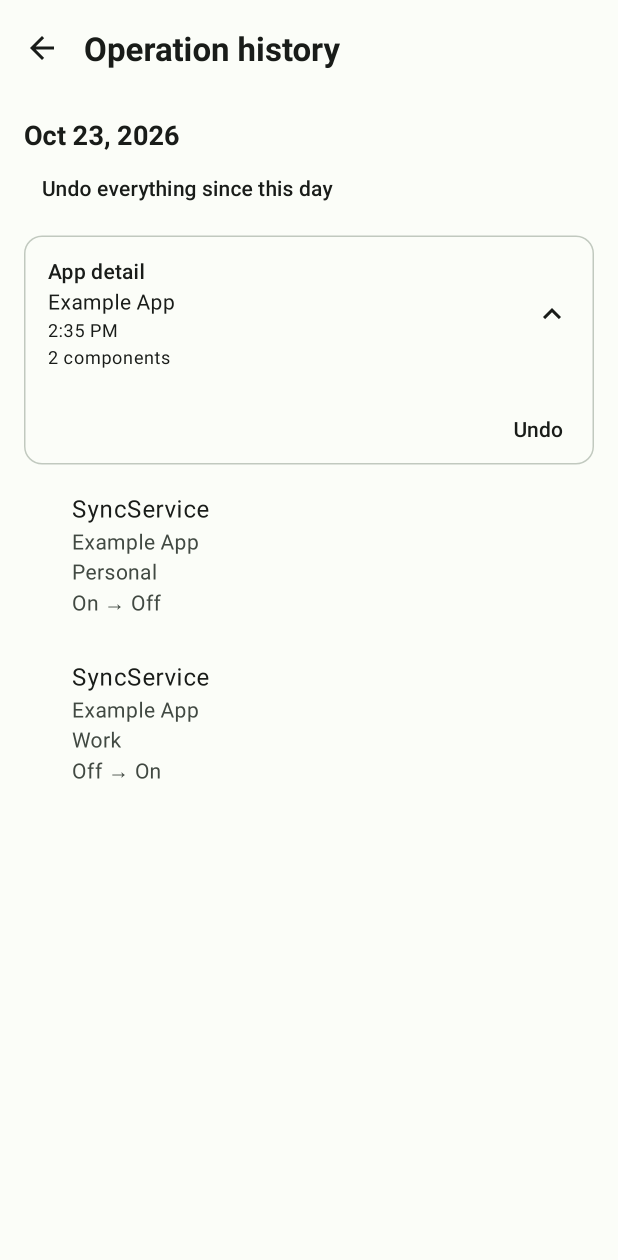 Operation history
Oct 23, 2026
Undo everything since this day
App detail
Example App
2:35 PM
2 components
Undo
SyncService
Example App
Personal
On → Off
SyncService
Example App
Work
Off → On